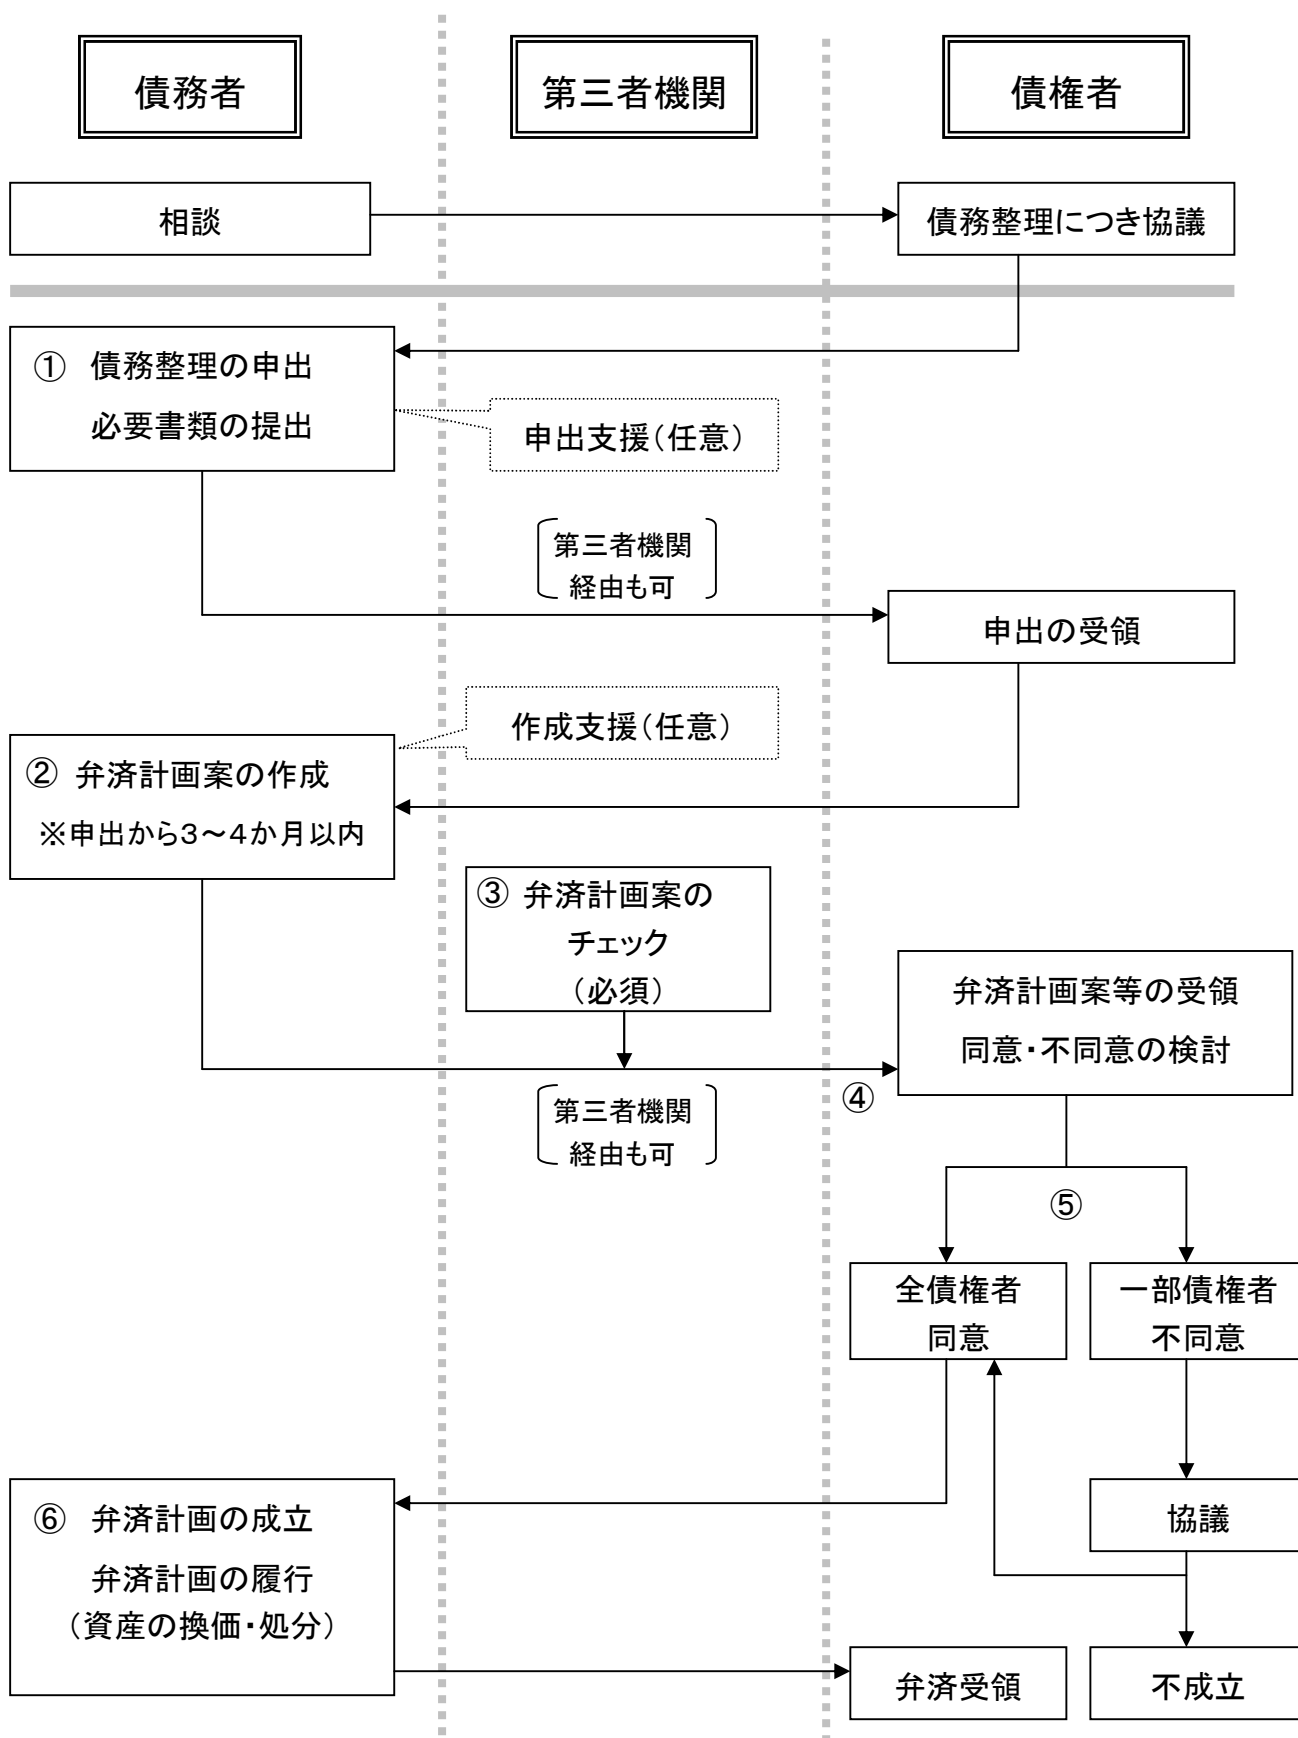 債務者
第三者機関
債権者
相談
債務整理につき協議
① 債務整理の申出
必要書類の提出
申出支援（任意）
第三者機関
経由も可
申出の受領
作成支援（任意）
② 弁済計画案の作成
※申出から３～４か月以内
③ 弁済計画案の
チェック
（必須）
弁済計画案等の受領
同意・不同意の検討
④
第三者機関
経由も可
⑤
全債権者
同意
一部債権者
不同意
協議
⑥ 弁済計画の成立
弁済計画の履行
（資産の換価・処分）
弁済受領
不成立